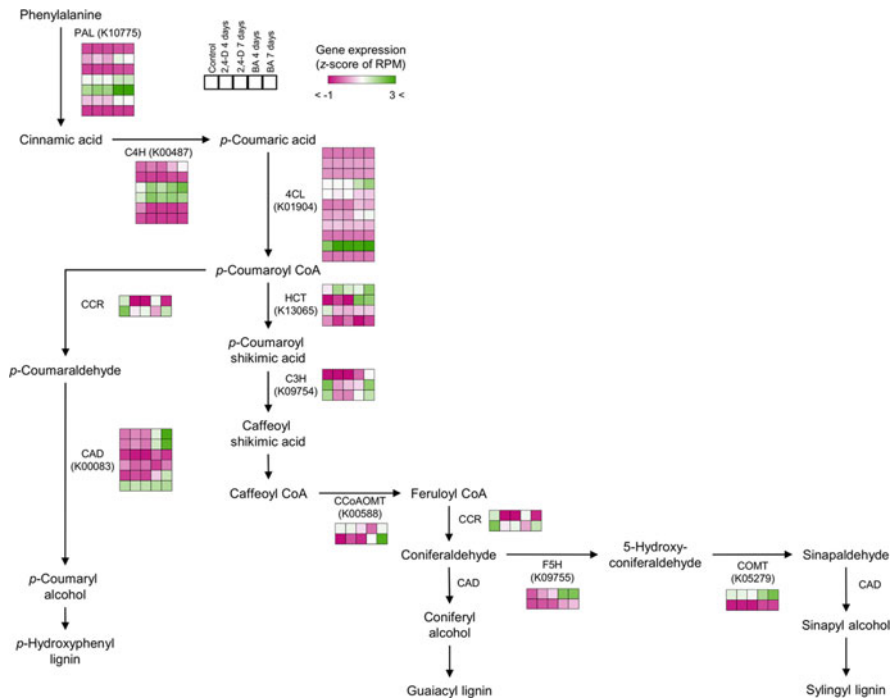 Phenylalanine
PAL (K10775)
Control
2,4-D 4 days
2,4-D 7 days
BA 4 days
BA 7 days
Gene expression
(z-score of RPM)
< -1
3 <
Cinnamic acid
p-Coumaric acid
C4H (K00487)
4CL
(K01904)
p-Coumaroyl CoA
CCR
HCT
(K13065)
p-Coumaroyl
shikimic acid
p-Coumaraldehyde
C3H
(K09754)
Caffeoyl
shikimic acid
CAD
(K00083)
Caffeoyl CoA
CCoAOMT
(K00588)
Feruloyl CoA
CCR
Coniferaldehyde
F5H
(K09755)
5-Hydroxy-
coniferaldehyde
COMT
(K05279)
Sinapaldehyde
p-Coumaryl
alcohol
CAD
CAD
Coniferyl
alcohol
Sinapyl alcohol
p-Hydroxyphenyl
lignin
Guaiacyl lignin
Sylingyl lignin